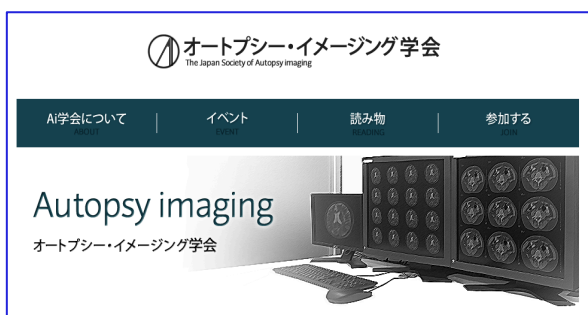 オートプシー・イメージング学会
The Japan Society of Autopsy imaging
Ai学会について
ABOUT
イベント
EVENT
読み物
READING
参加する
JOIN
Autopsy imaging
オートプシー・イメージング学会